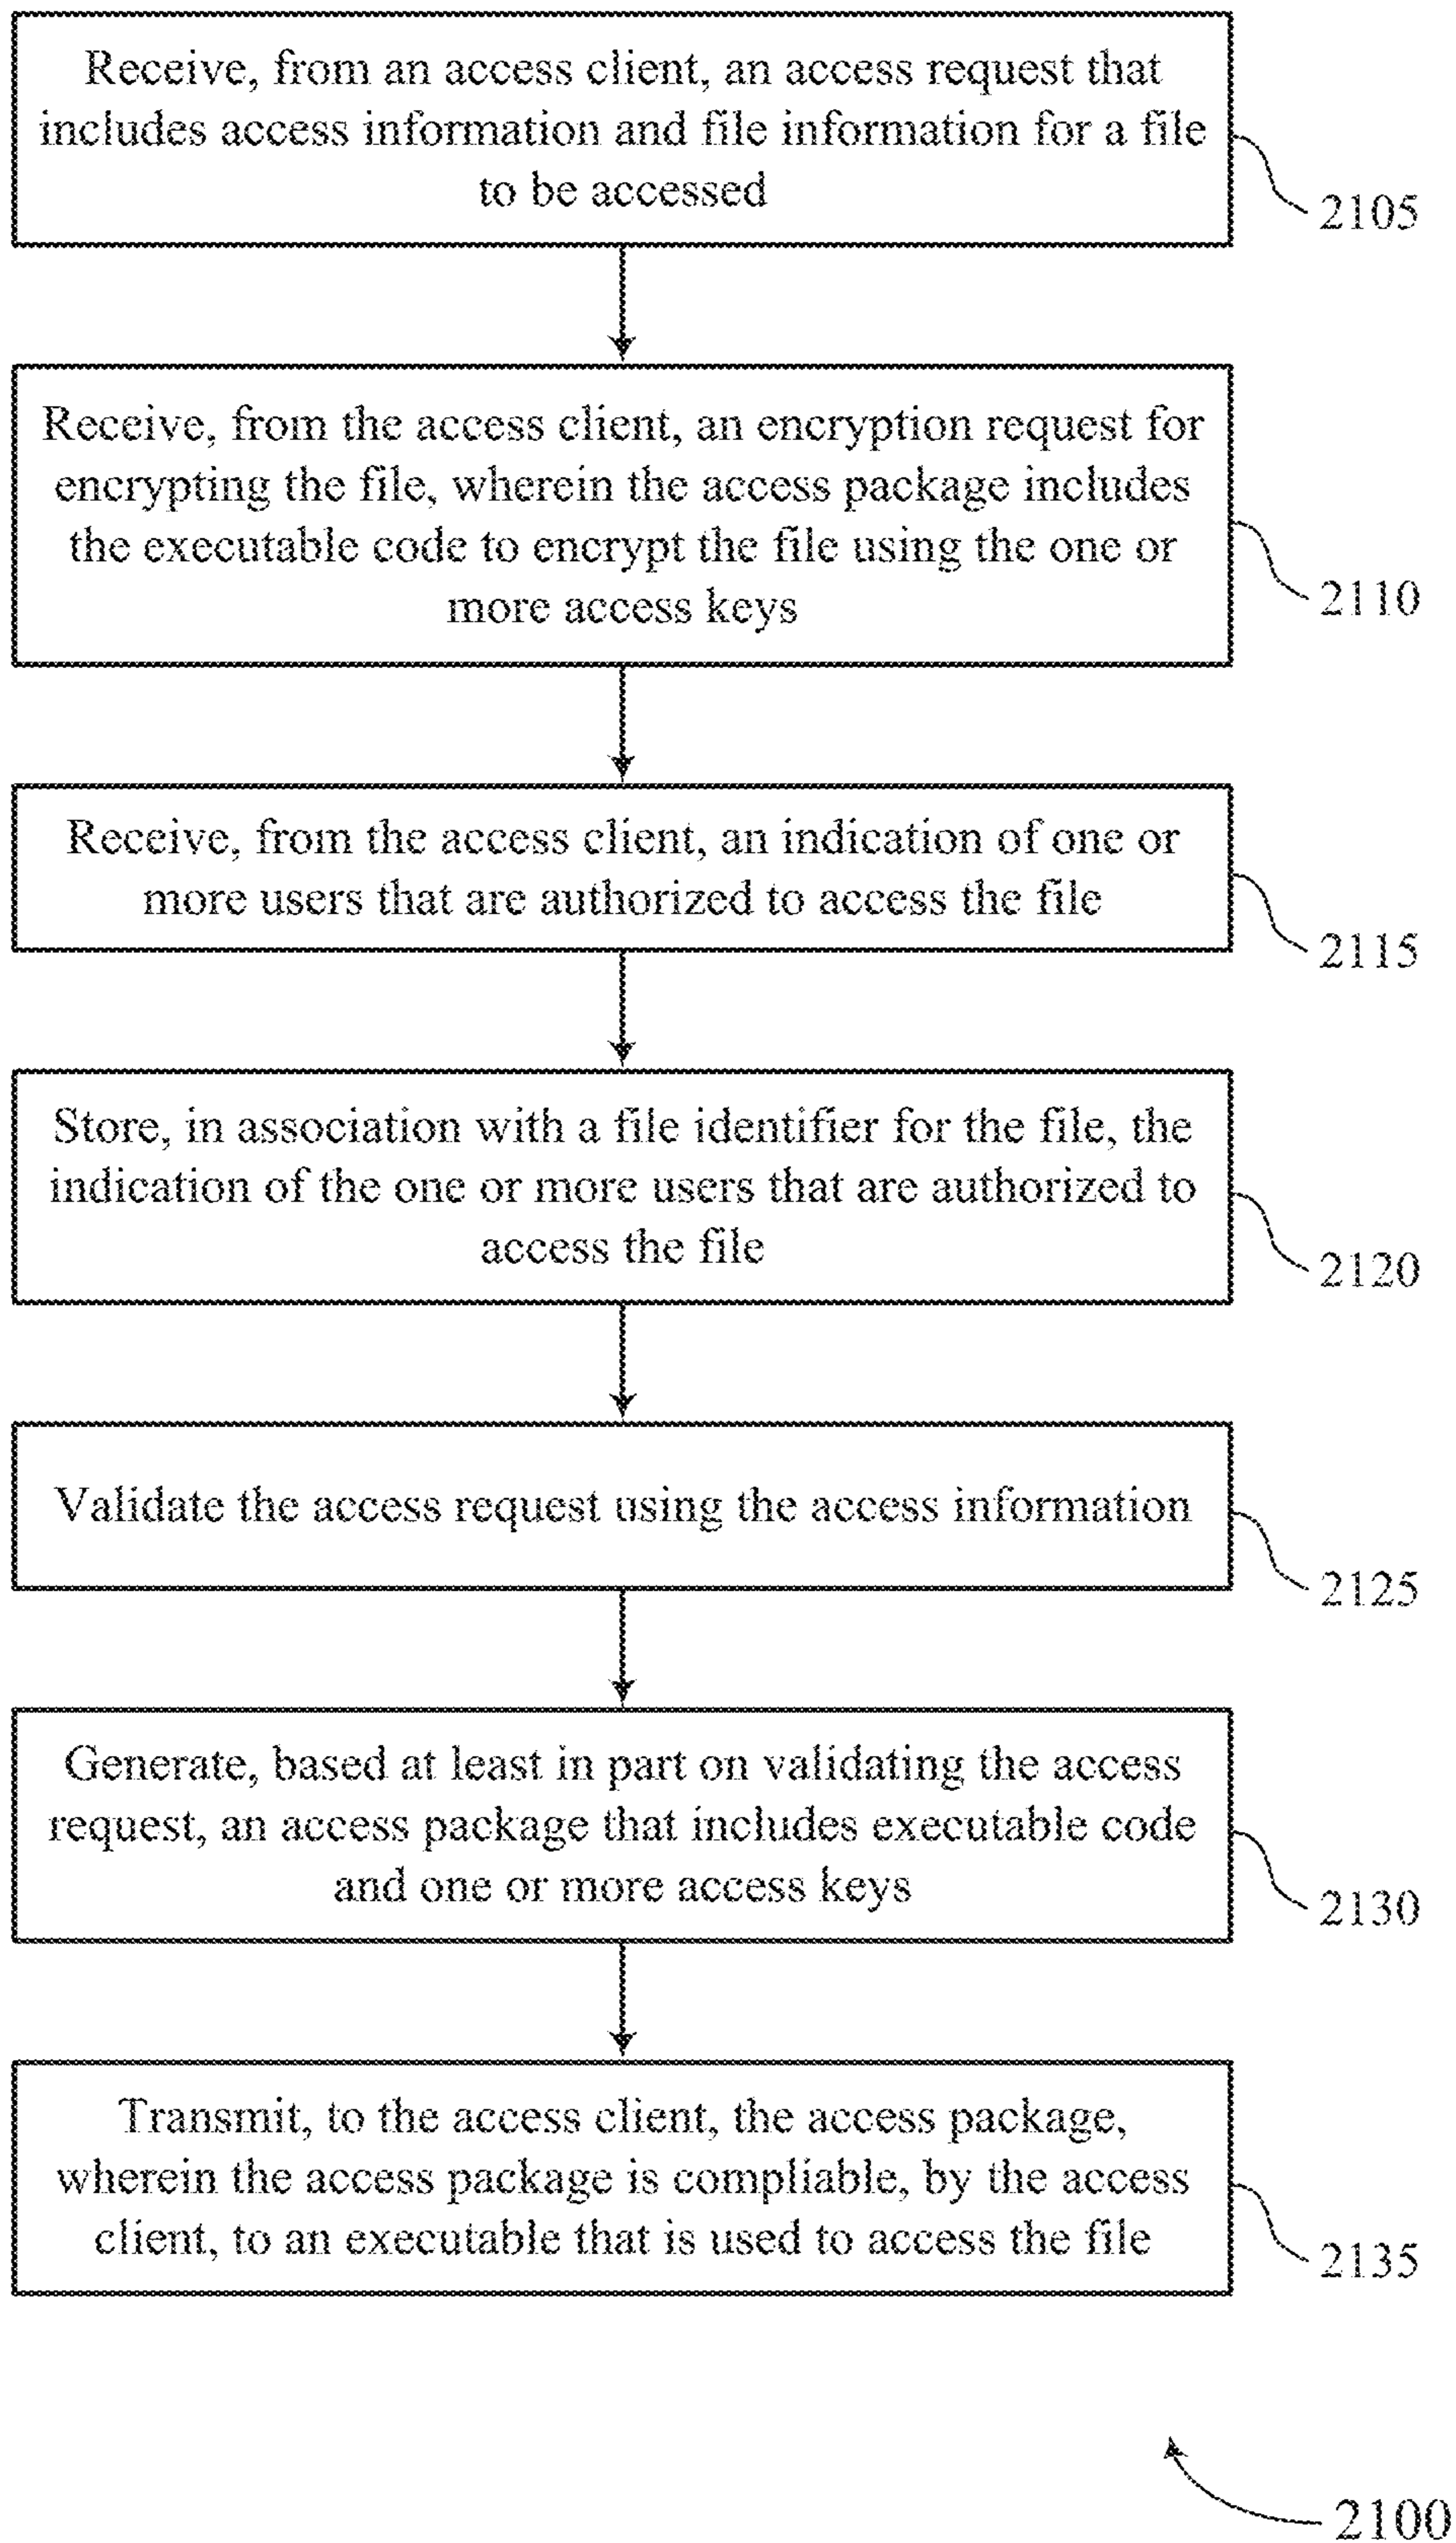 Receive, from an access client, an access request that
includes access information and file information for a file
to be accessed
2105
Receive, from the access client, an encryption request for
encrypting the file, wherein the access package includes
the executable code to encrypt the file using the one or
more access keys
2110
Receive, from the access client, an indication of one or
more users that are authorized to access the file
2115
Store, in association with a file identifier for the file, the
indication of the one or more users that are authorized to
access the file
2120
Validate the access request using the access information
2125
Generate, based at least in part on validating the access
request, an access package that includes executable code
and one or more access keys
2130
Transmit, to the access client, the access package,
wherein the access package is compliable, by the access
client, to an executable that is used to access the file
2135
2100